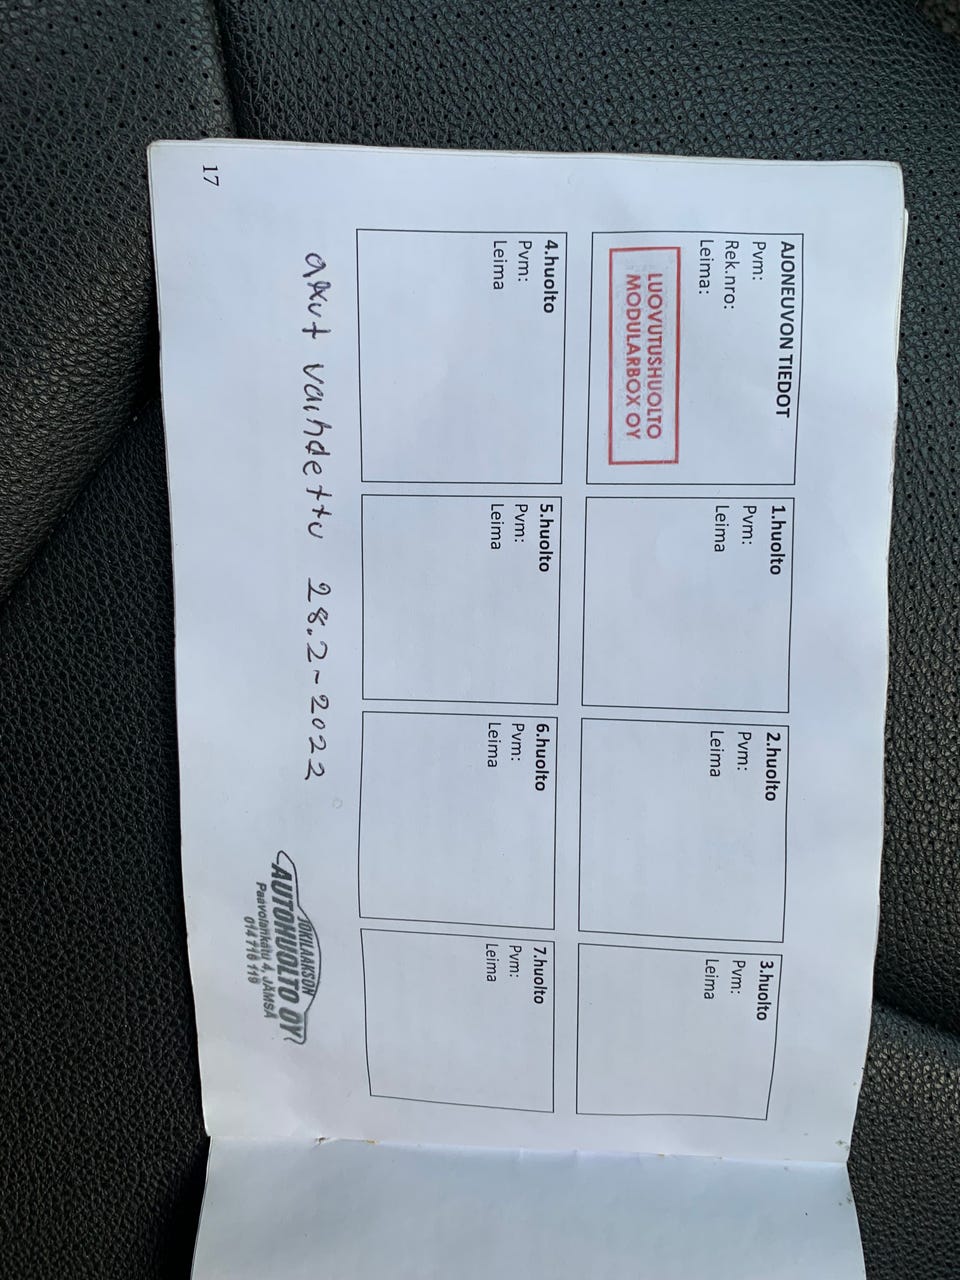 AJONEUVON TIEDOT
Pvm:
Rek.nro:
Leima:
LUOVUTUSHUOLTO
MODULARBOX OY
1.huolto
Pvm:
Leima
2.huolto
Pvm:
Leima
3.huolto
Pvm:
Leima
4.huolto
Pvm:
Leima
5.huolto
Pvm:
Leima
6.huolto
Pvm:
Leima
7.huolto
Pvm:
Leima
akut vaihdettu 28.2-2022
JOKILAAKSON
AUTOHUOLTO OY
Paavolankatu 4, JÄMSÄ
014 716 119
17